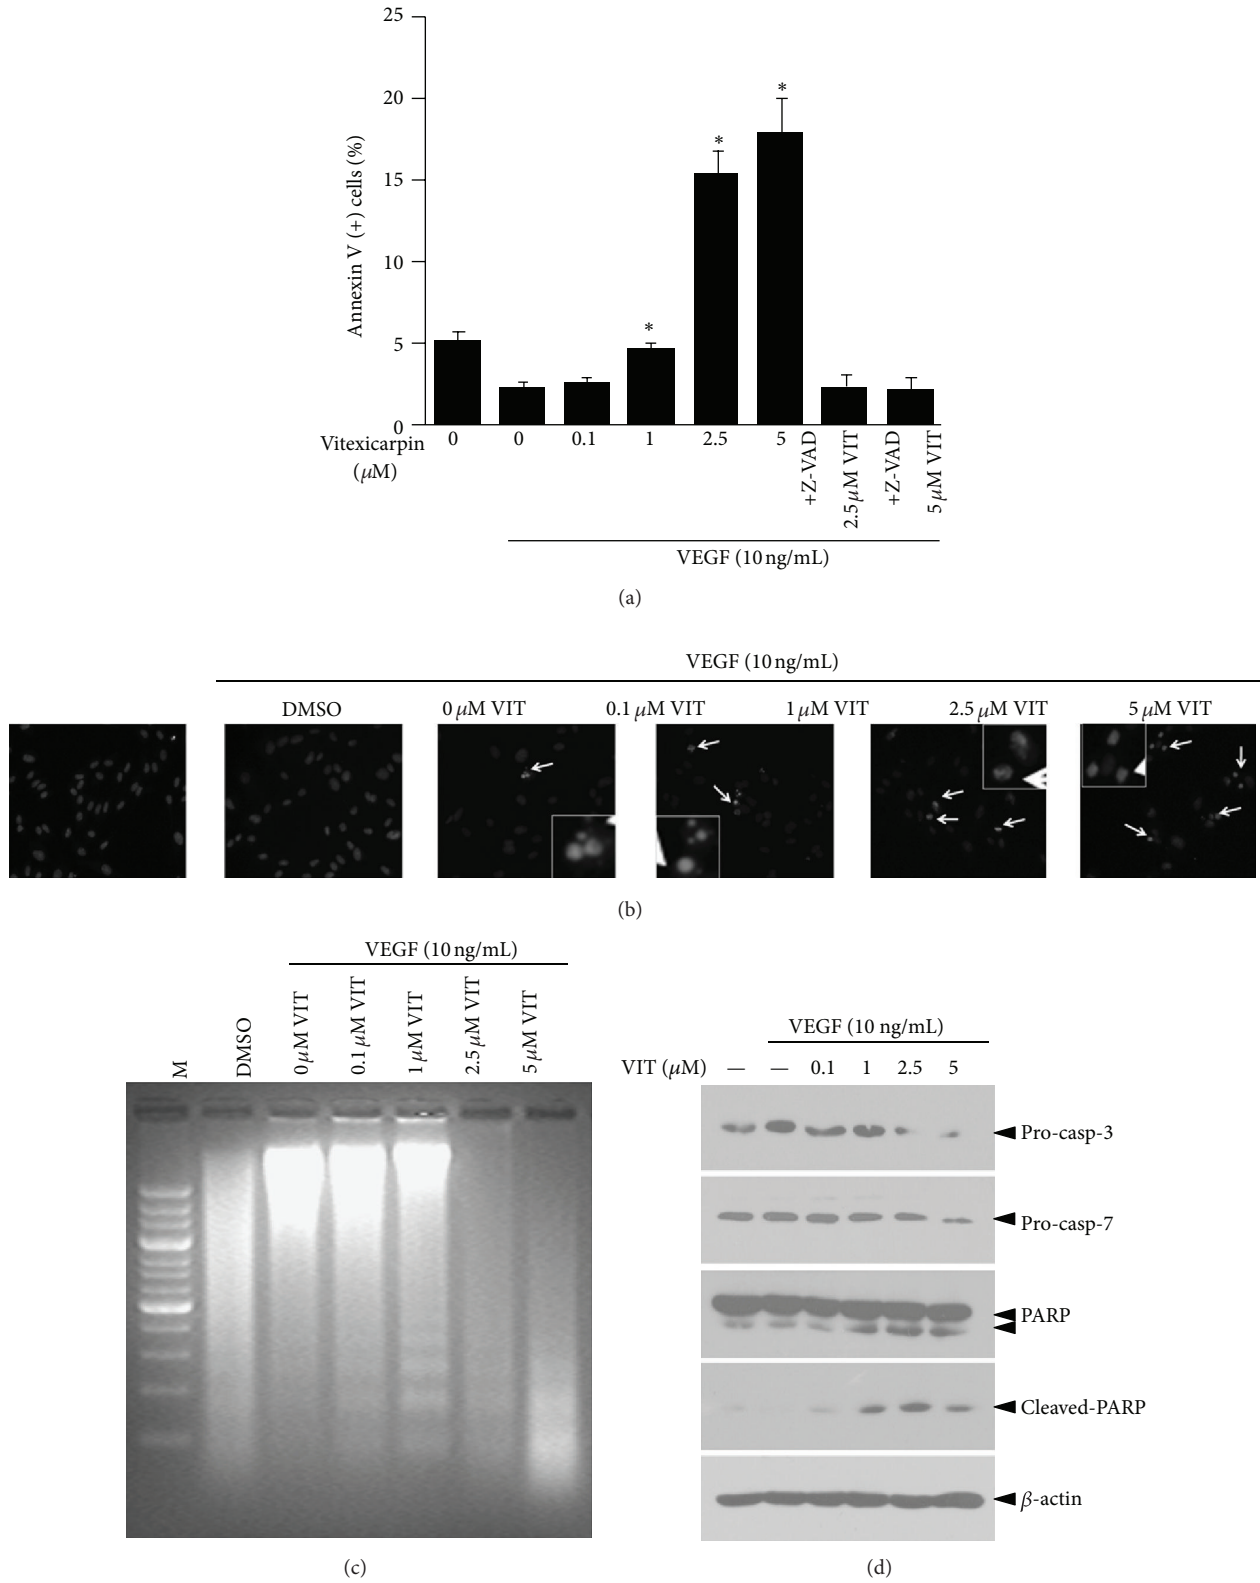 25
20
15
10
5
0
Annexin V (+) cells (%)
*
*
*
Vitexicarpin
(μM)
0
0
0.1
1
2.5
5
+Z-VAD
2.5 μM VIT
+Z-VAD
5 μM VIT
VEGF (10 ng/mL)
(a)
VEGF (10 ng/mL)
DMSO
0 μM VIT
0.1 μM VIT
1 μM VIT
2.5 μM VIT
5 μM VIT
(b)
VEGF (10 ng/mL)
M
DMSO
0 μM VIT
0.1 μM VIT
1 μM VIT
2.5 μM VIT
5 μM VIT
(c)
VEGF (10 ng/mL)
VIT (μM) — — 0.1 1 2.5 5
Pro-casp-3
Pro-casp-7
PARP
Cleaved-PARP
β-actin
(d)